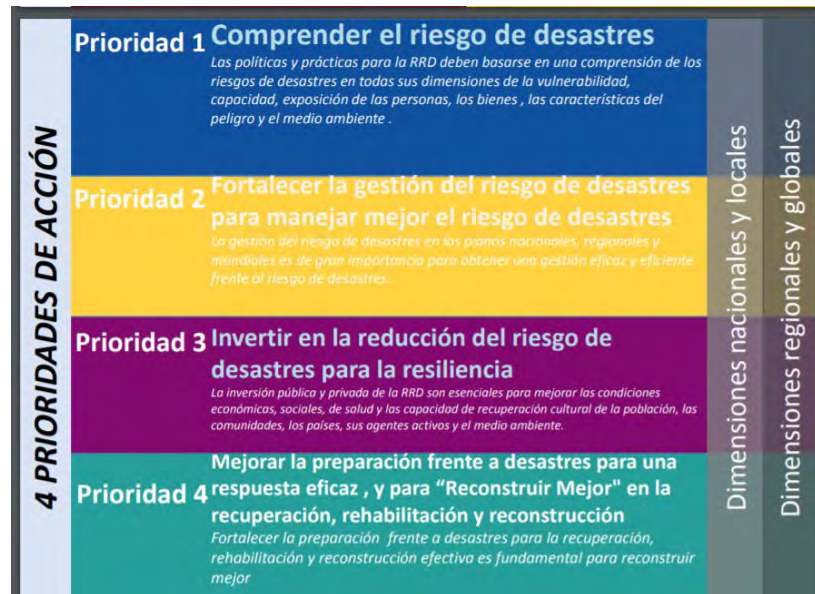 4 PRIORIDADES DE ACCIÓN
Prioridad 1
Comprender el riesgo de desastres
Las políticas y prácticas para la RRD deben basarse en una comprensión de los
riesgos de desastres en todas sus dimensiones de la vulnerabilidad,
capacidad, exposición de las personas, los bienes , las características del
peligro y el medio ambiente .
Prioridad 2
Fortalecer la gestión del riesgo de desastres
para manejar mejor el riesgo de desastres
La gestión del riesgo de desastres en los planos nacionales, regionales y
mundiales es de gran importancia para obtener una gestión eficaz y eficiente
frente al riesgo de desastres.
Prioridad 3
Invertir en la reducción del riesgo de
desastres para la resiliencia
La inversión pública y privada de la RRD son esenciales para mejorar las condiciones
económicas, sociales, de salud y las capacidad de recuperación cultural de la población, las
comunidades, los países, sus agentes activos y el medio ambiente.
Prioridad 4
Mejorar la preparación frente a desastres para una
respuesta eficaz , y para “Reconstruir Mejor" en la
recuperación, rehabilitación y reconstrucción
Fortalecer la preparación  frente a desastres para la recuperación,
rehabilitación y reconstrucción efectiva es fundamental para reconstruir
mejor
Dimensiones nacionales y locales
Dimensiones regionales y globales